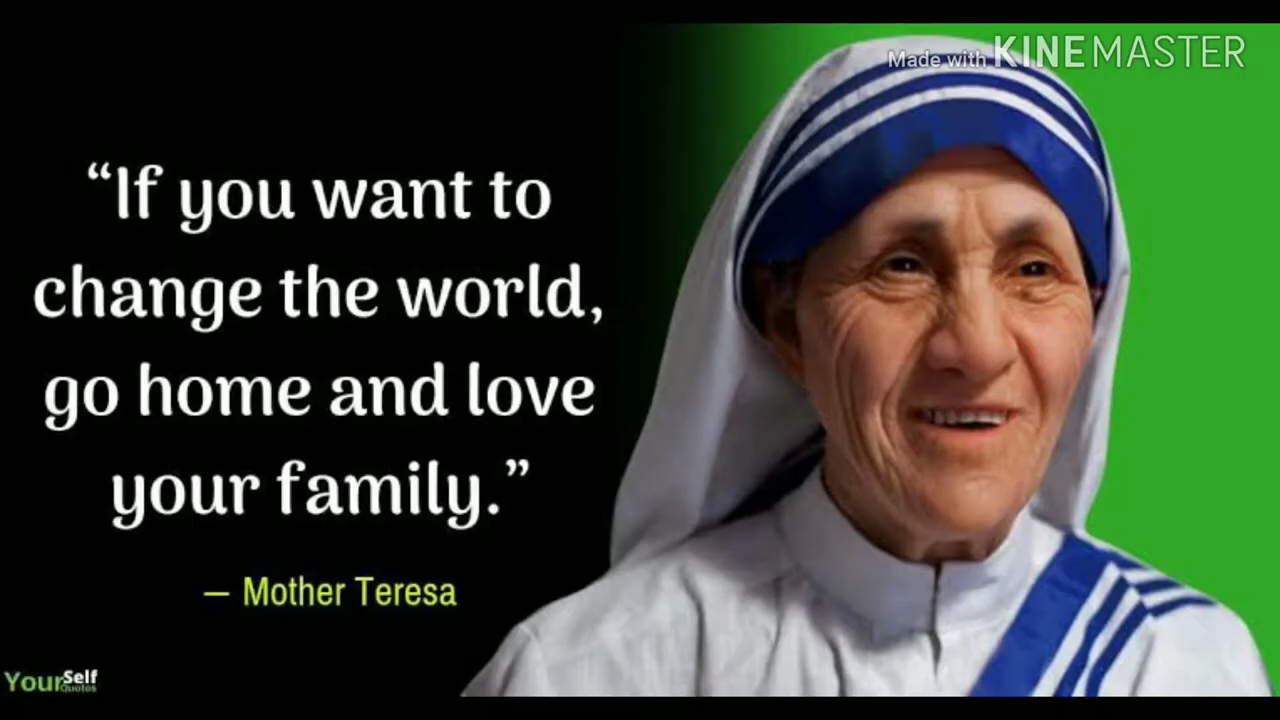 Made with KINEMASTER
“If you want to
change the world,
go home and love
your family.”
– Mother Teresa
YourSelf
Quotes